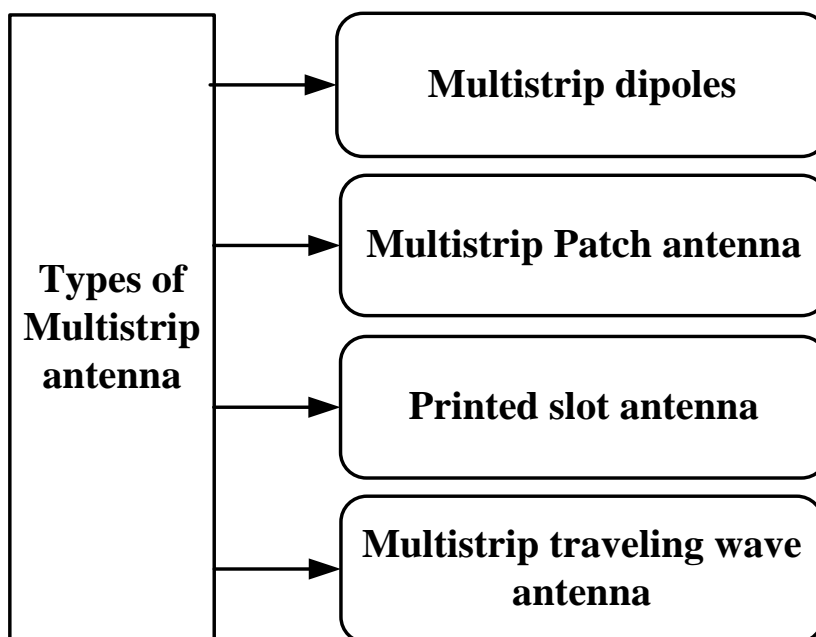 Types of
Multistrip
antenna
Multistrip dipoles
Multistrip Patch antenna
Printed slot antenna
Multistrip traveling wave
antenna